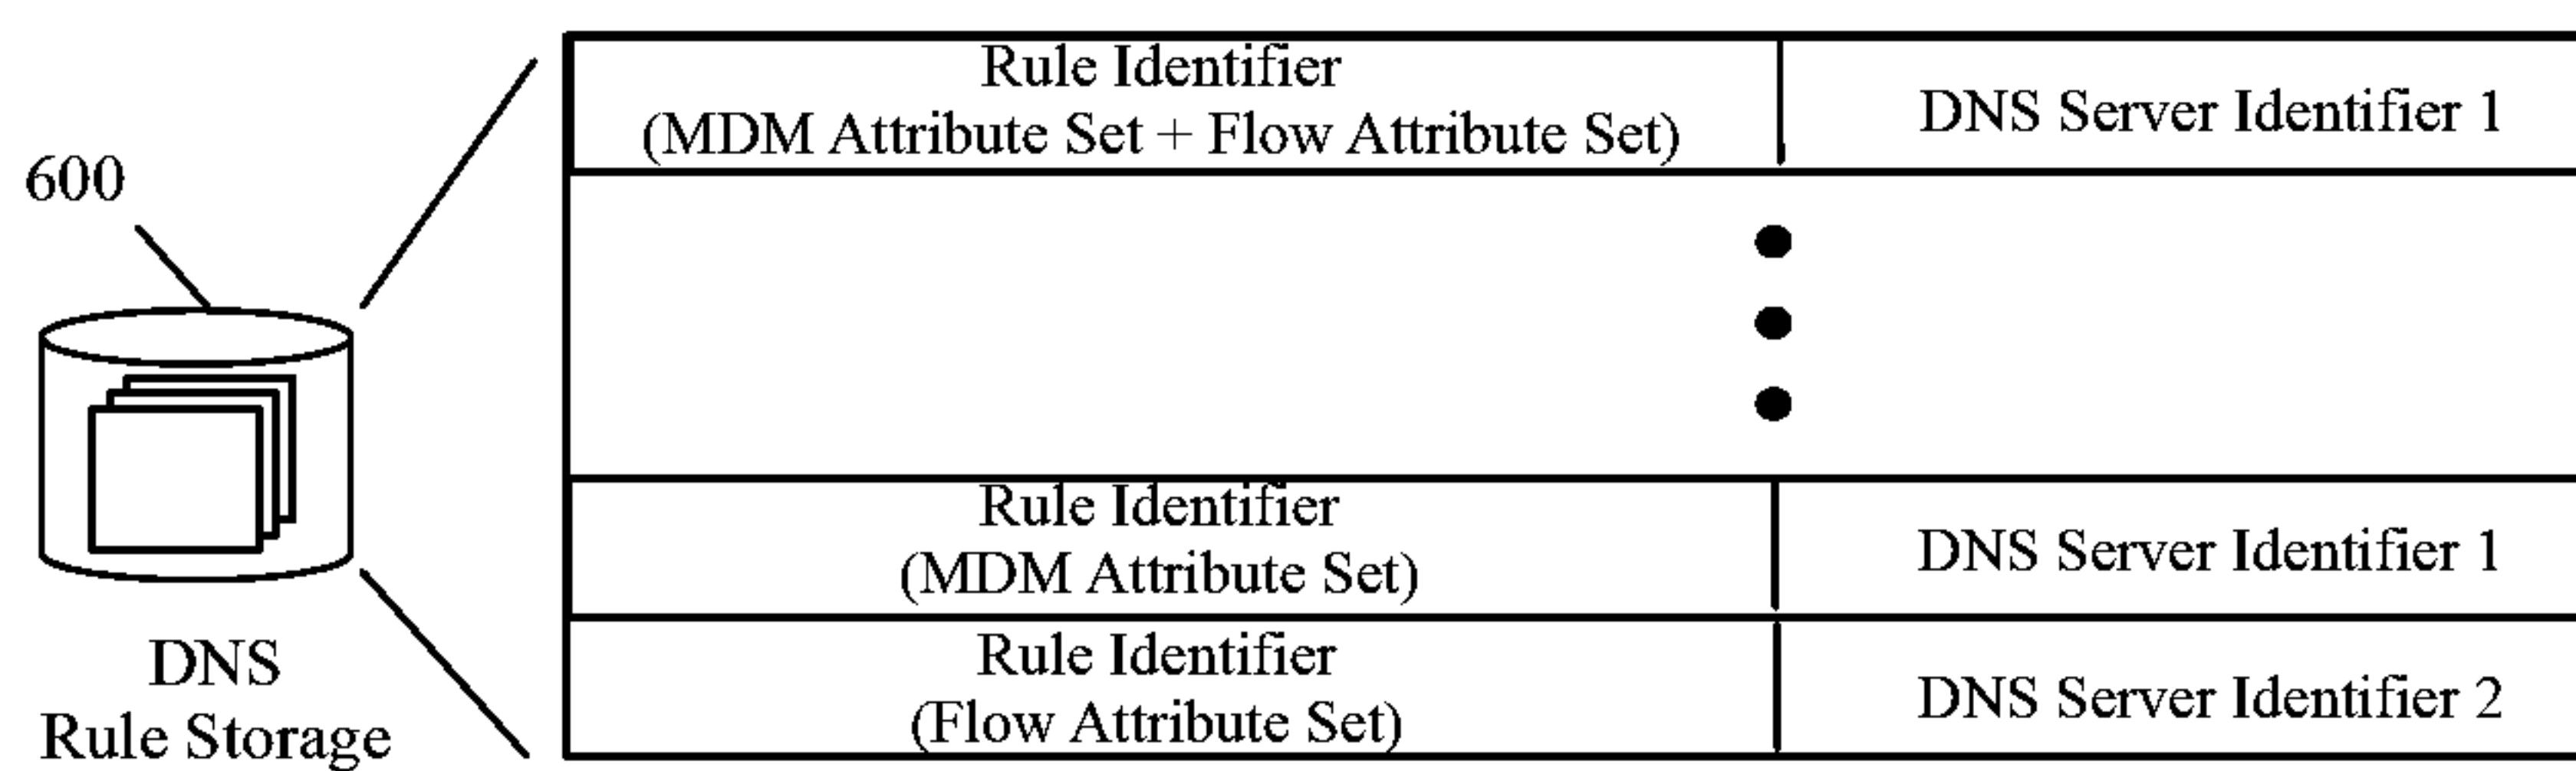 600
DNS
Rule Storage
Rule Identifier
(MDM Attribute Set + Flow Attribute Set)
DNS Server Identifier 1
Rule Identifier
(MDM Attribute Set)
DNS Server Identifier 1
Rule Identifier
(Flow Attribute Set)
DNS Server Identifier 2